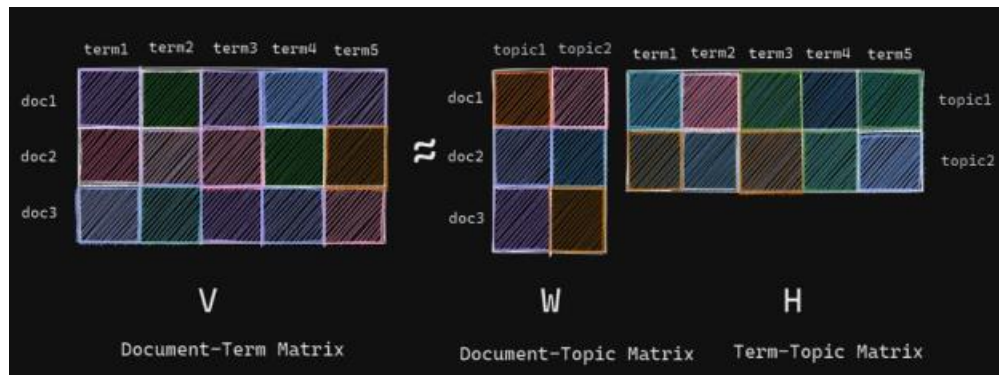 term1 term2 term3 term4 term5
topic1 topic2
term1 term2 term3 term4 term5
doc1
doc2
doc3
≈
doc1
doc2
doc3
topic1
topic2
V
W
H
Document-Term Matrix
Document-Topic Matrix
Term-Topic Matrix